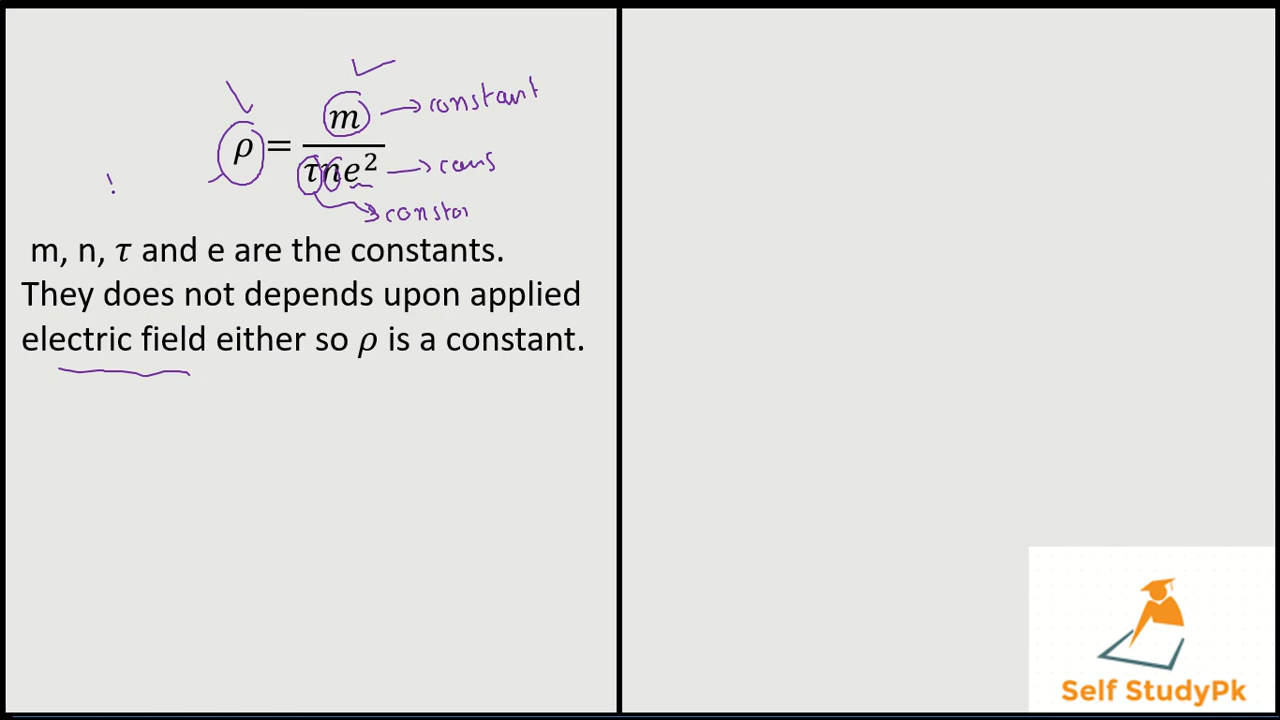 m → constant
ρ = m / τne² → cons
constar
m, n, τ and e are the constants.
They does not depends upon applied
electric field either so ρ is a constant.
Self StudyPk